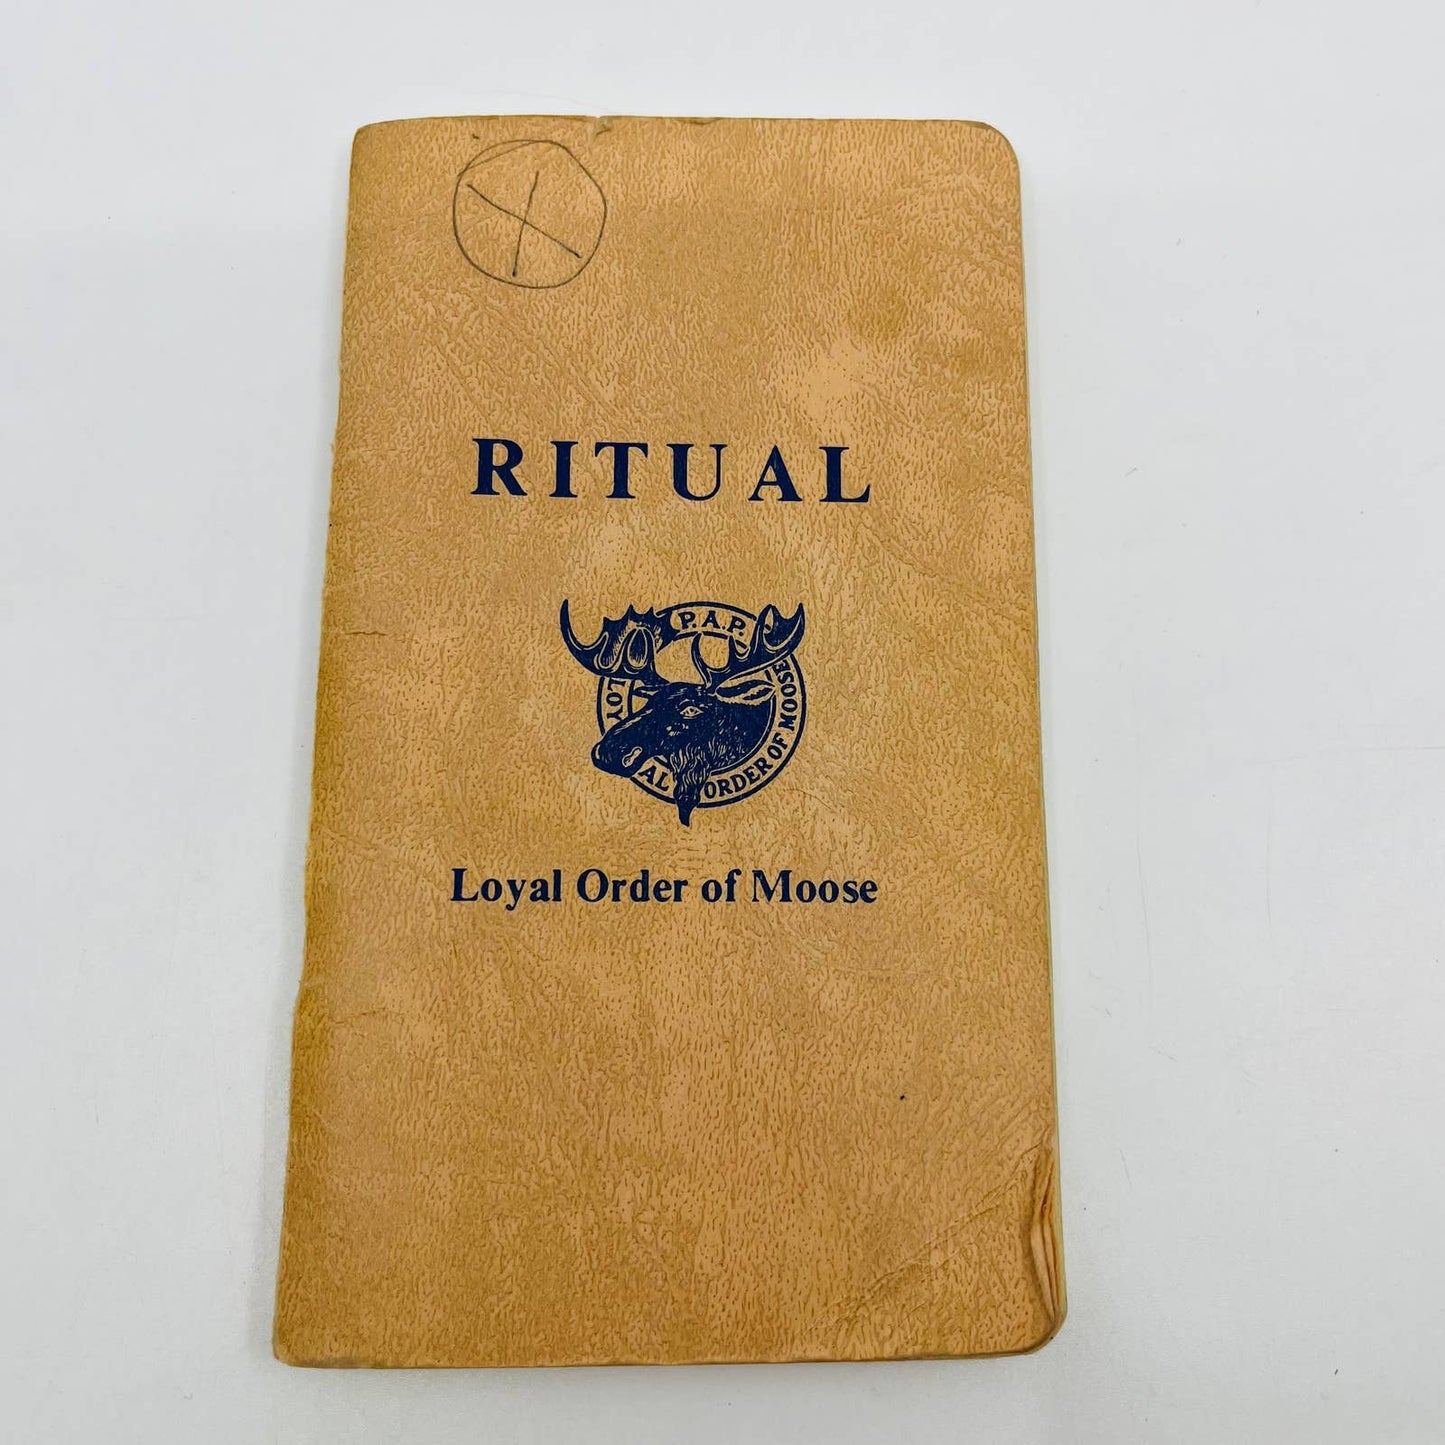 X
RITUAL
P.A.P.
LOYAL ORDER OF MOOSE
Loyal Order of Moose